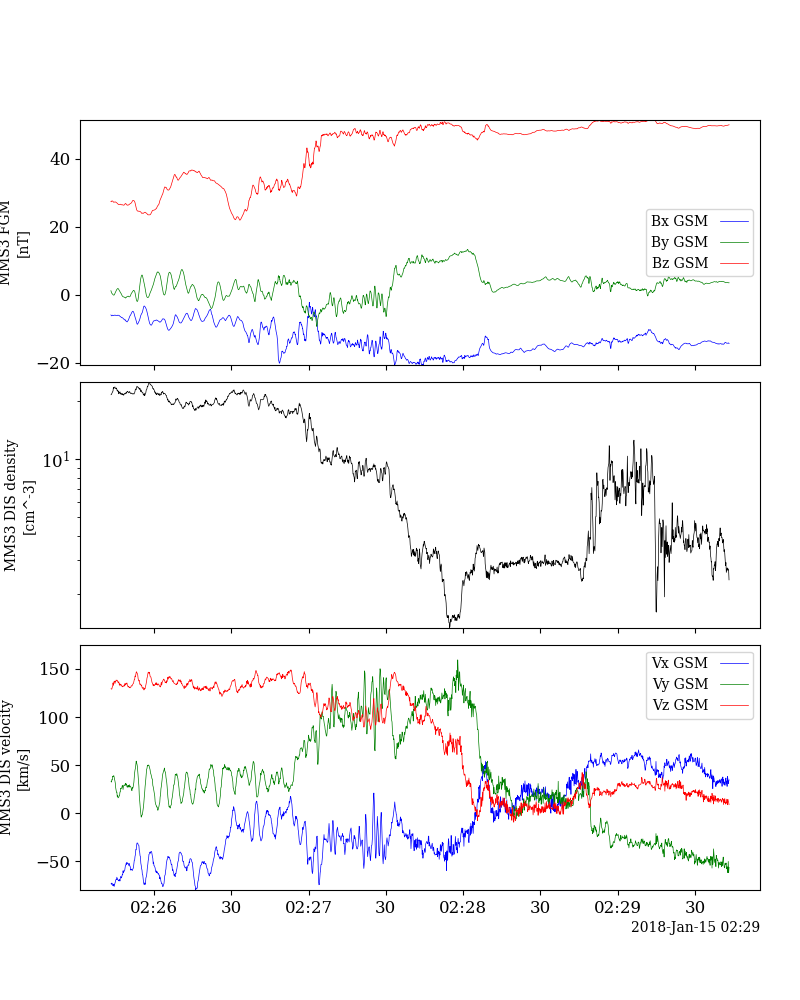 MMS3 FGM
[nT]
40
20
0
−20
Bx GSM
By GSM
Bz GSM
MMS3 DIS density
[cm^-3]
10^1
MMS3 DIS velocity
[km/s]
150
100
50
0
−50
Vx GSM
Vy GSM
Vz GSM
02:26 30 02:27 30 02:28 30 02:29 30
2018-Jan-15 02:29